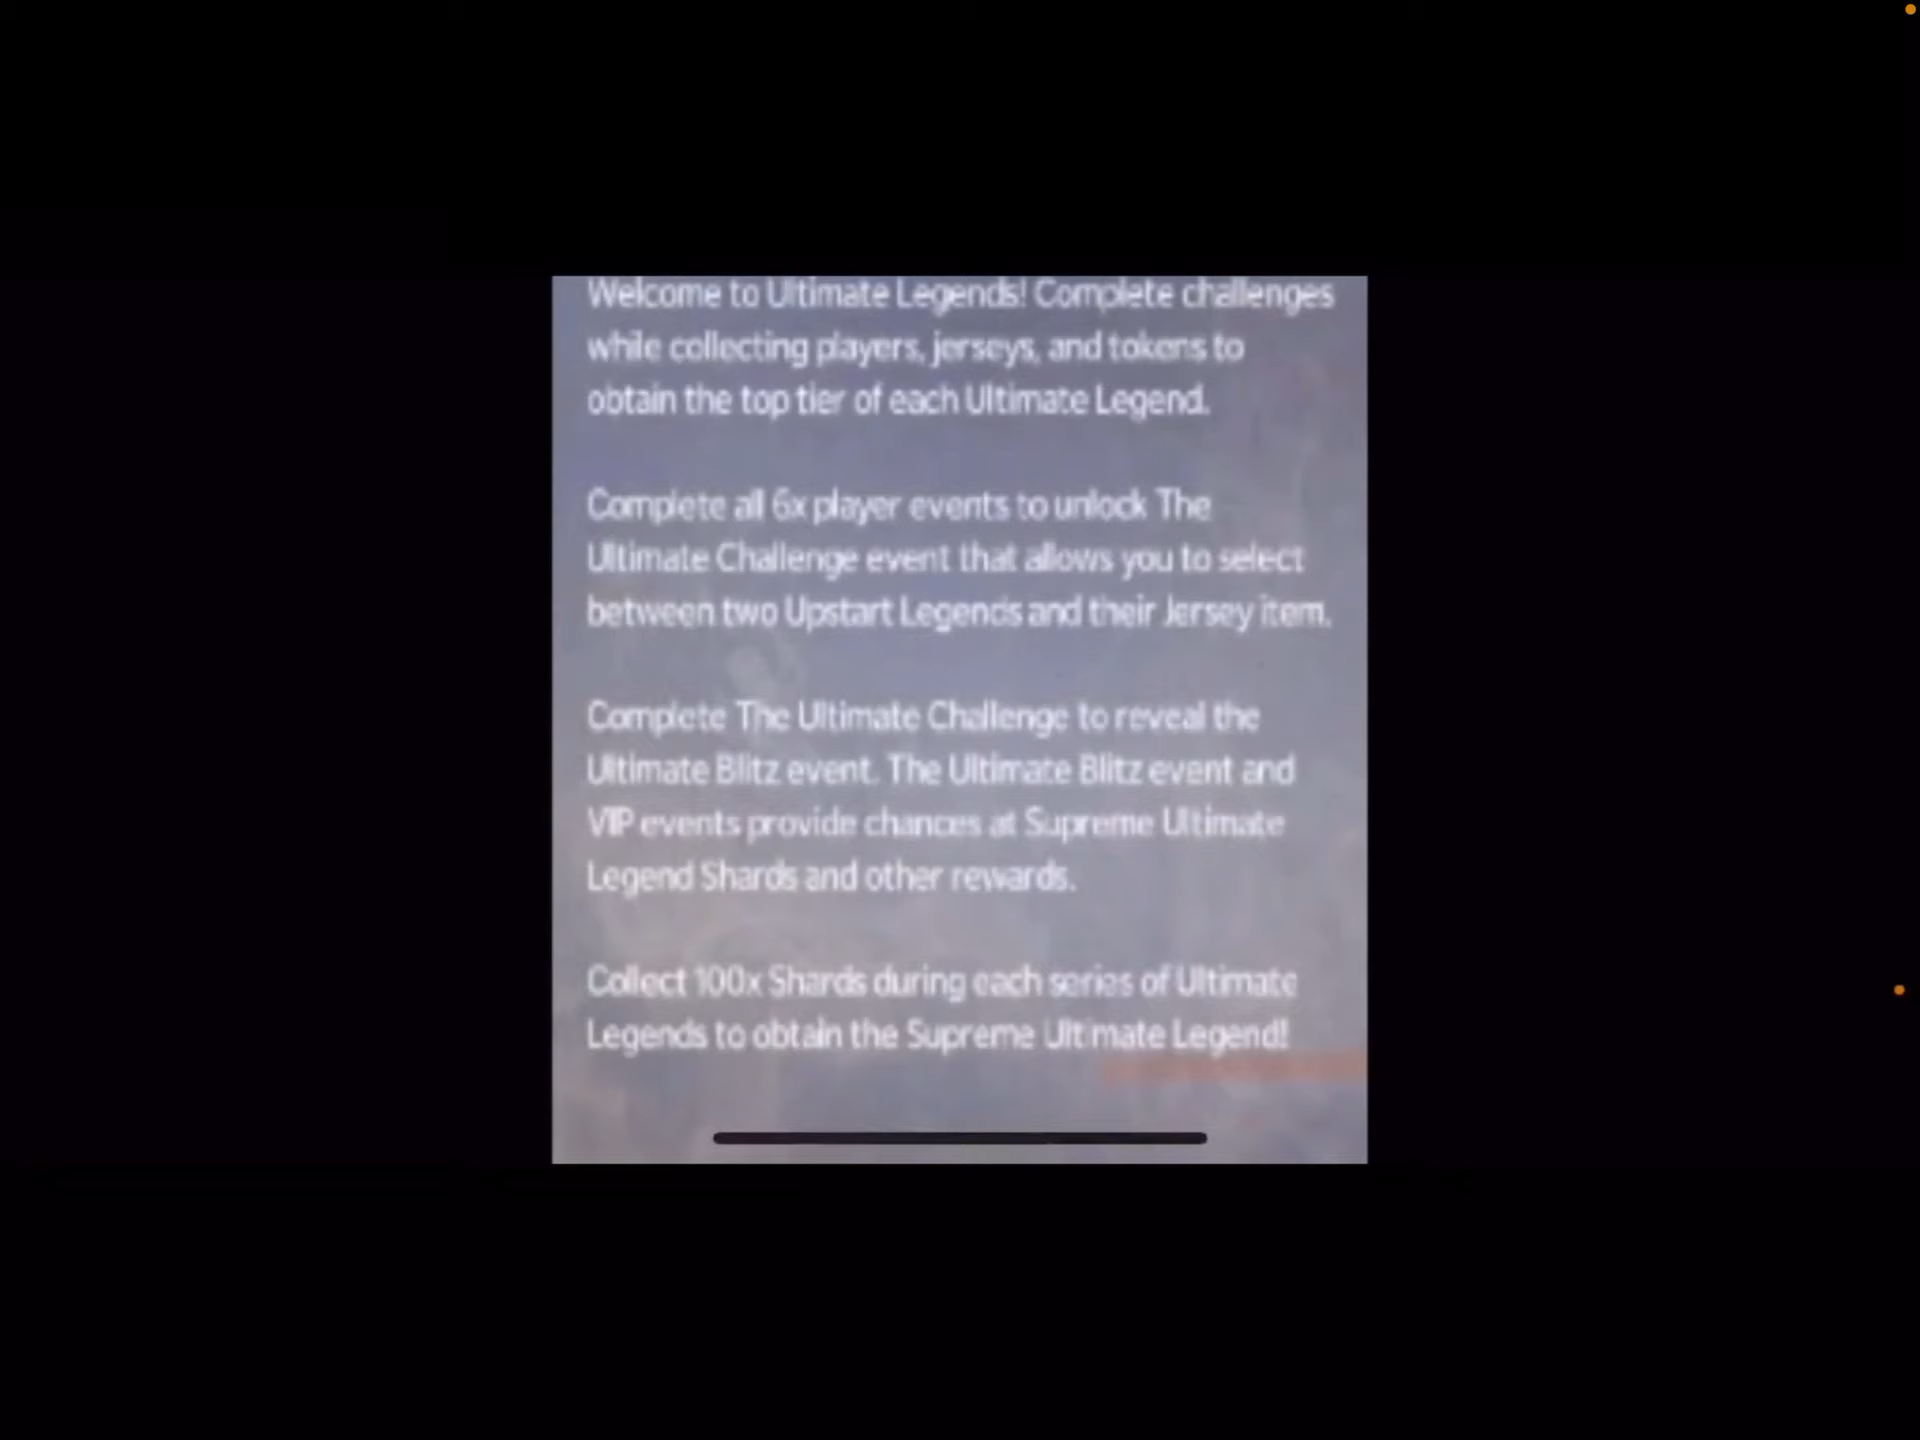 Welcome to Ultimate Legends! Complete challenges
while collecting players, jerseys, and tokens to
obtain the top tier of each Ultimate Legend.
Complete all 6x player events to unlock The
Ultimate Challenge event that allows you to select
between two Upstart Legends and their Jersey item.
Complete The Ultimate Challenge to reveal the
Ultimate Blitz event. The Ultimate Blitz event and
VIP events provide chances at Supreme Ultimate
Legend Shards and other rewards.
Collect 100x Shards during each series of Ultimate
Legends to obtain the Supreme Ultimate Legend!